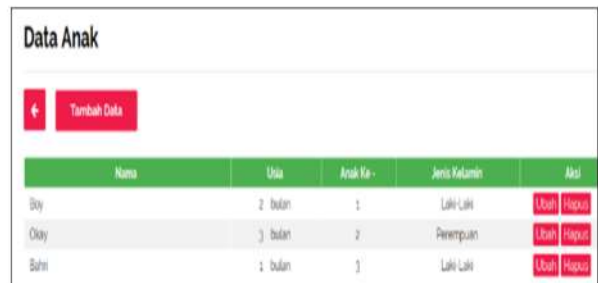 Data Anak
Tambah Data
Nama Usia Anak Ke - Jenis Kelamin Aksi
Boy 2 bulan 1 Laki-Laki Ubah Hapus
Okay 3 bulan 2 Perempuan Ubah Hapus
Bahri 1 bulan 3 Laki-Laki Ubah Hapus